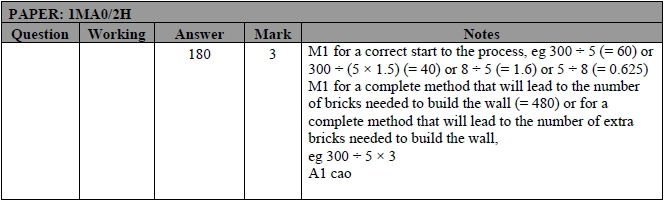 PAPER: 1MA0/2H
Question Working Answer Mark Notes
180 3 M1 for a correct start to the process, eg 300 ÷ 5 (= 60) or
300 ÷ (5 × 1.5) (= 40) or 8 ÷ 5 (= 1.6) or 5 ÷ 8 (= 0.625)
M1 for a complete method that will lead to the number
of bricks needed to build the wall (= 480) or for a
complete method that will lead to the number of extra
bricks needed to build the wall,
eg 300 ÷ 5 × 3
A1 cao